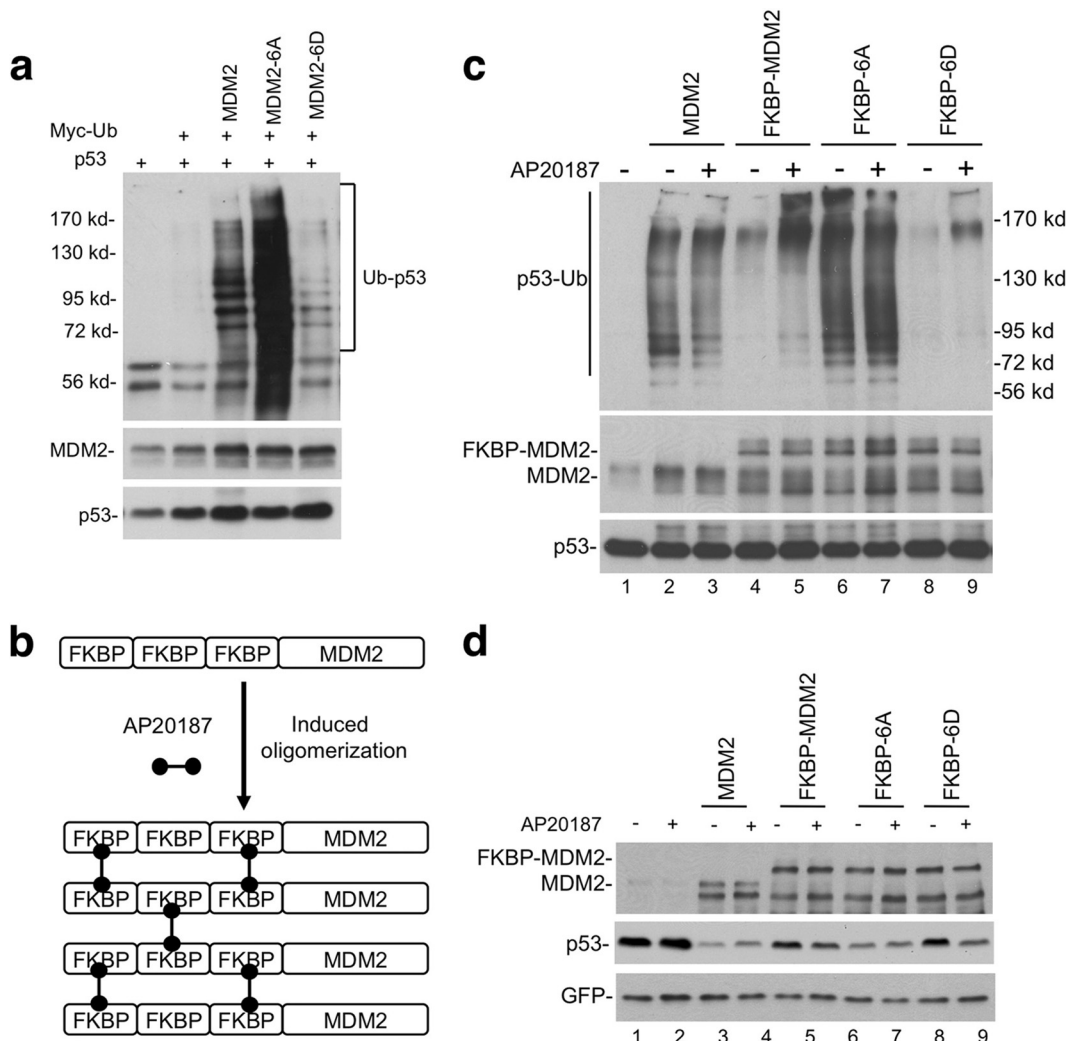 a
MDM2
MDM2-6A
MDM2-6D
Myc-Ub + + + +
p53 + + + + +
170 kd-
130 kd-
95 kd-
72 kd-
56 kd-
Ub-p53
MDM2-
p53-
b
FKBP FKBP FKBP MDM2
AP20187
Induced
oligomerization
FKBP FKBP FKBP MDM2
FKBP FKBP FKBP MDM2
FKBP FKBP FKBP MDM2
FKBP FKBP FKBP MDM2
c
MDM2
FKBP-MDM2
FKBP-6A
FKBP-6D
AP20187 - - + - + - + - +
p53-Ub
-170 kd
-130 kd
-95 kd
-72 kd
-56 kd
FKBP-MDM2-
MDM2-
p53-
1 2 3 4 5 6 7 8 9
d
MDM2
FKBP-MDM2
FKBP-6A
FKBP-6D
AP20187 - + - + - + - + - +
FKBP-MDM2-
MDM2-
p53-
GFP-
1 2 3 4 5 6 7 8 9